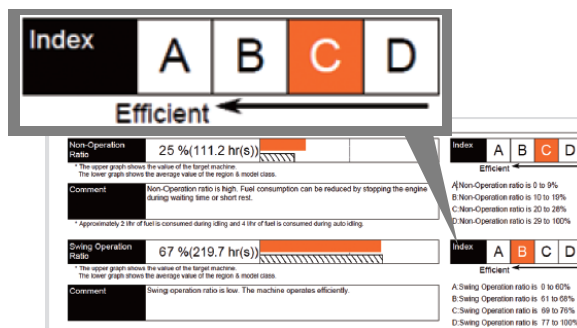 Index A B C D
Efficient
Non-Operation Ratio 25 %(111.2 hr(s))
* The upper graph shows the value of the target machine.
The lower graph shows the average value of the region & model class.
Comment
Non-Operation ratio is high. Fuel consumption can be reduced by stopping the engine
during waiting time or short rest.
* Approximately 2 l/hr of fuel is consumed during idling and 4 l/hr of fuel is consumed during auto idling.
Index A B C D
Efficient
A:Non-Operation ratio is 0 to 9%
B:Non-Operation ratio is 10 to 19%
C:Non-Operation ratio is 20 to 28%
D:Non-Operation ratio is 29 to 100%
Swing Operation Ratio 67 %(219.7 hr(s))
* The upper graph shows the value of the target machine.
The lower graph shows the average value of the region & model class.
Comment
Swing operation ratio is low. The machine operates efficiently.
Index A B C D
Efficient
A:Swing Operation ratio is 0 to 60%
B:Swing Operation ratio is 61 to 68%
C:Swing Operation ratio is 69 to 76%
D:Swing Operation ratio is 77 to 100%